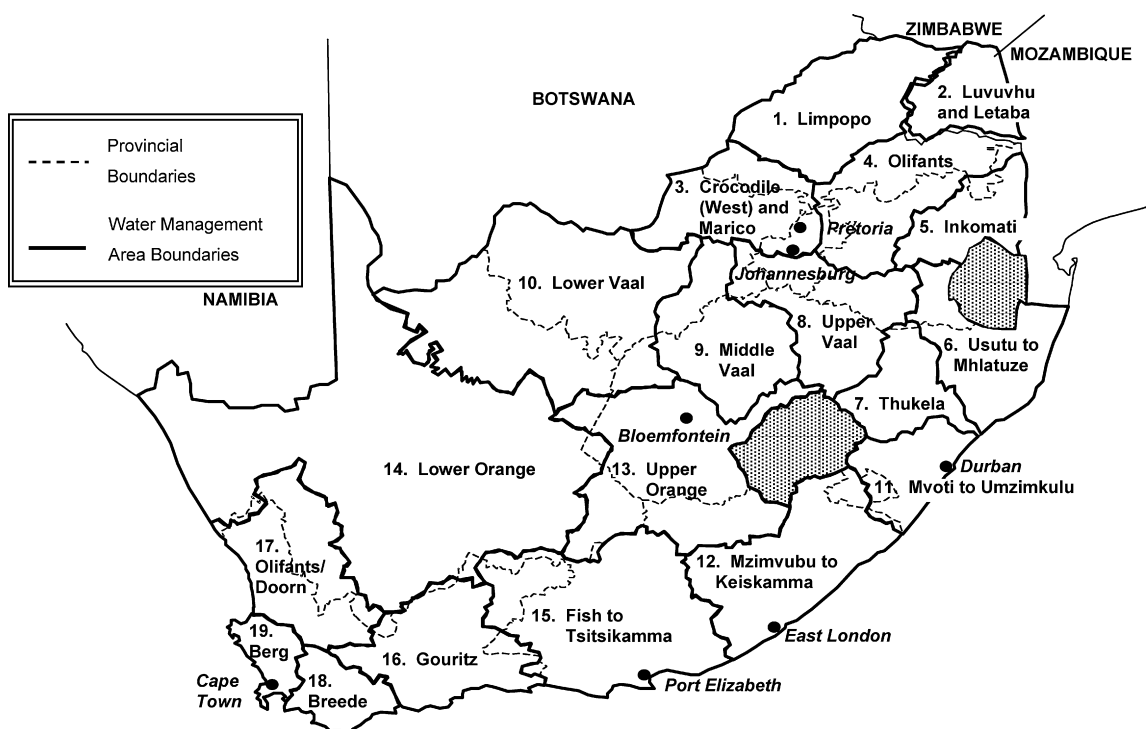 ZIMBABWE
MOZAMBIQUE
BOTSWANA
2. Luvuvhu
and Letaba
1. Limpopo
Provincial
Boundaries
Water Management
Area Boundaries
NAMIBIA
4. Olifants
3. Crocodile
(West) and
Marico
Pretoria
5. Inkomati
Johannesburg
10. Lower Vaal
8. Upper
Vaal
9. Middle
Vaal
6. Usutu to
Mhlatuze
7. Thukela
Bloemfontein
14. Lower Orange
13. Upper
Orange
Durban
11. Mvoti to Umzimkulu
17.
Olifants/
Doorn
12. Mzimvubu to
Keiskamma
15. Fish to
Tsitsikamma
East London
19.
Berg
16. Gouritz
Cape
Town
18.
Breede
Port Elizabeth